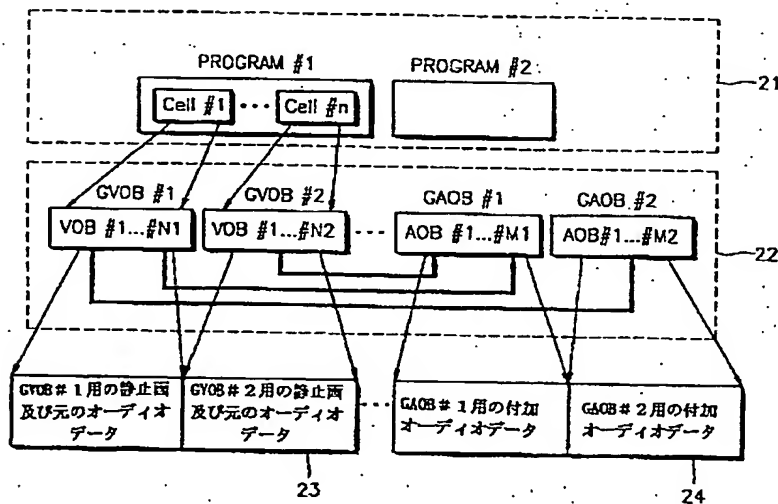 PROGRAM #1
PROGRAM #2
21
Cell #1
...
Cell #n
GVOB #1
GVOB #2
GAOB #1
GAOB #2
VOB #1...#N1
VOB #1...#N2
...
AOB #1...#M1
AOB#1...#M2
22
GVOB#1用の静止画
及び元のオーディオ
データ
GVOB#2用の静止画
及び元のオーディオ
データ
....
GAOB#1用の付加
オーディオデータ
GAOB#2用の付加
オーディオデータ
23
24